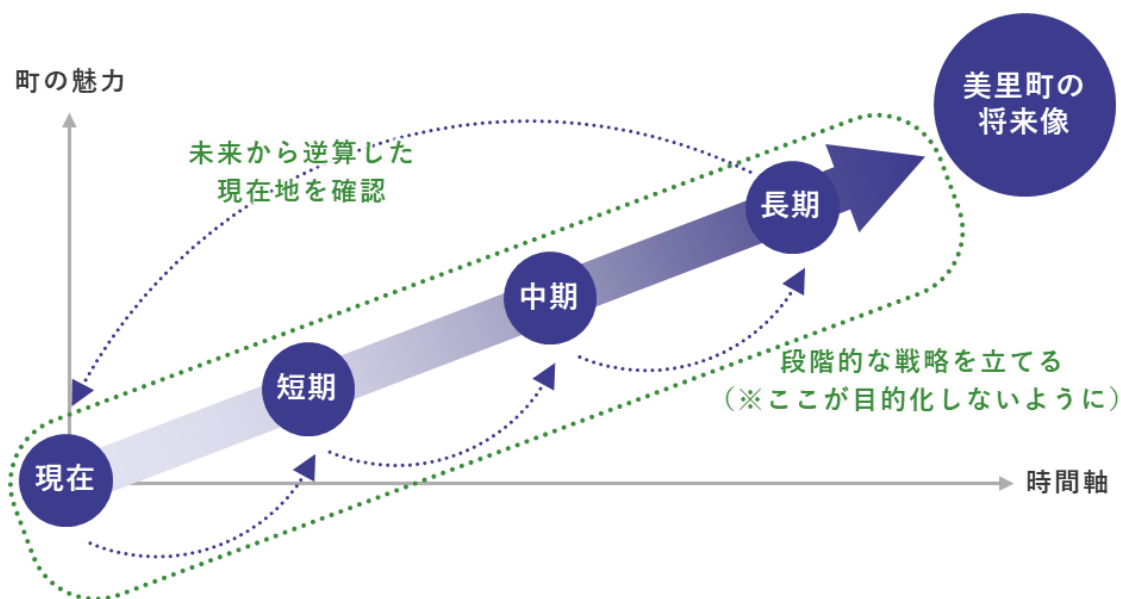 町の魅力
美里町の
将来像
未来から逆算した
現在地を確認
長期
中期
短期
現在
段階的な戦略を立てる
（※ここが目的化しないように）
時間軸